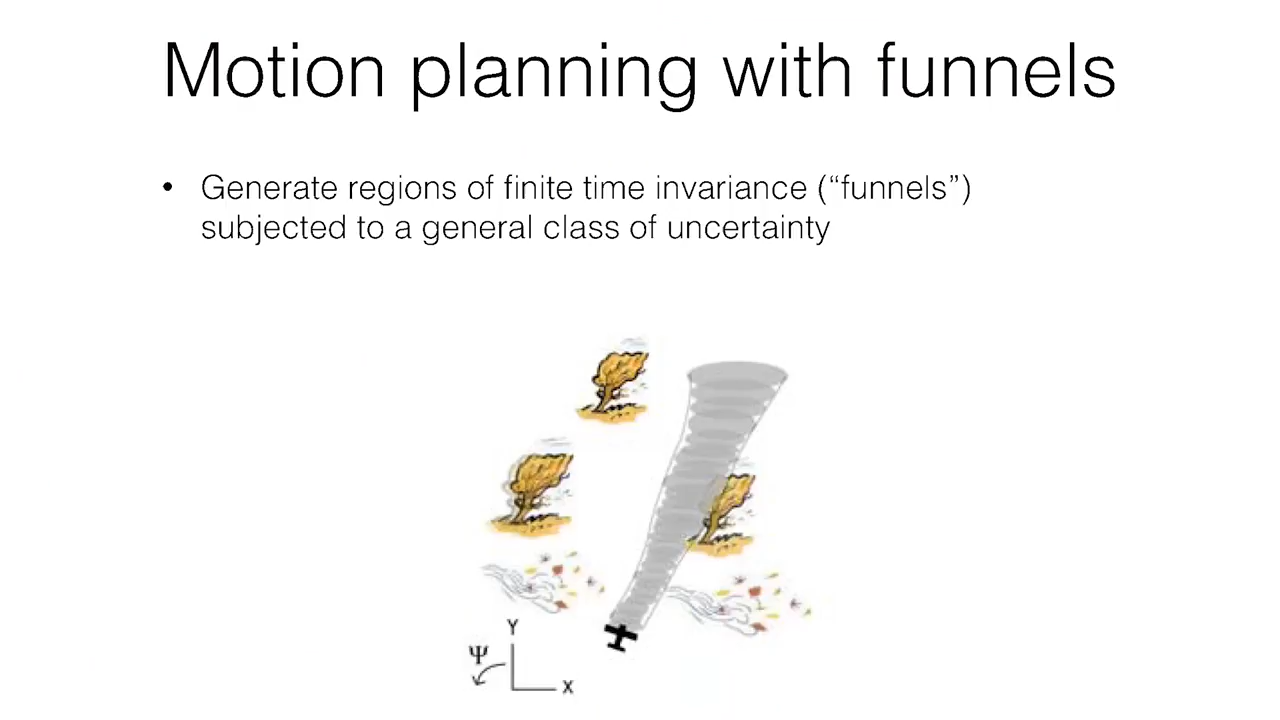 Motion planning with funnels
• Generate regions of finite time invariance (“funnels”)
subjected to a general class of uncertainty
Y
Ψ
X